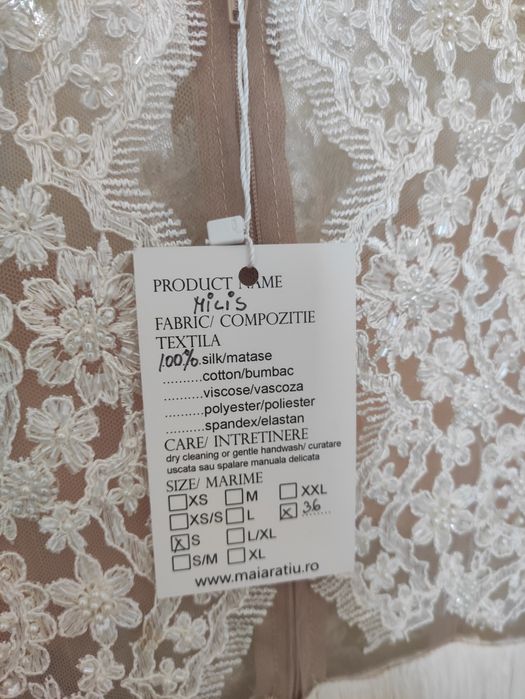 PRODUCT NAME
MILIS
FABRIC/ COMPOZITIE
TEXTILA
100%.silk/matase
..........cotton/bumbac
..........viscose/vascoza
..........polyester/poliester
..........spandex/elastan
CARE/ INTRETINERE
dry cleaning or gentle handwash/ curatare
uscata sau spalare manuala delicata
SIZE/ MARIME
XS M XXL
XS/S L 36
S L/XL
S/M XL
www.maiaratiu.ro